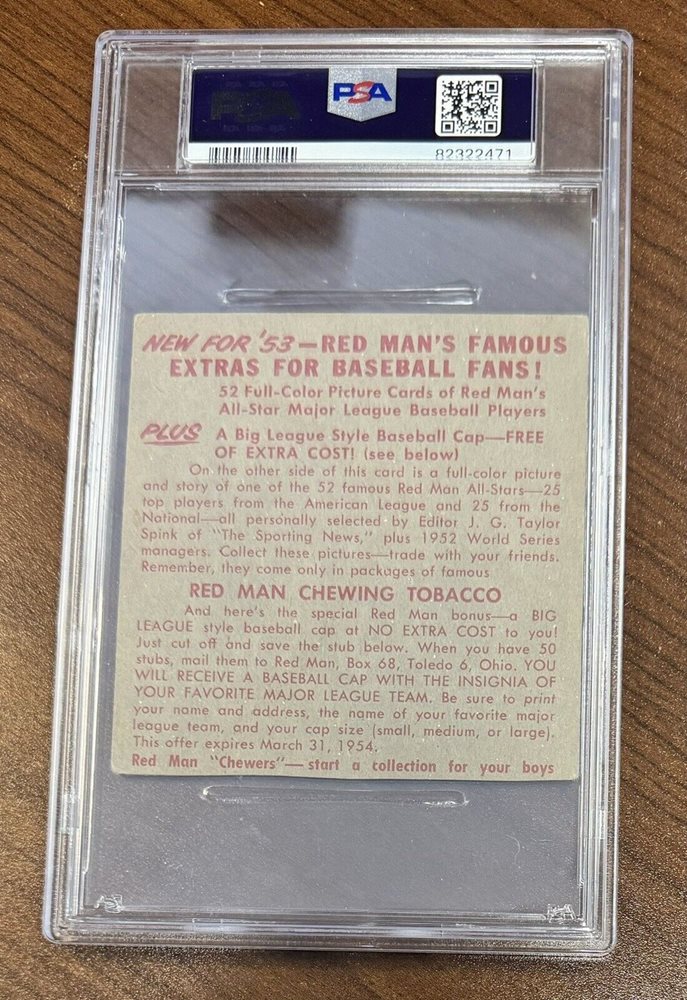 PSA
82322471
NEW FOR '53—RED MAN'S FAMOUS
EXTRAS FOR BASEBALL FANS!
52 Full-Color Picture Cards of Red Man's
All-Star Major League Baseball Players
PLUS A Big League Style Baseball Cap—FREE
OF EXTRA COST! (see below)
On the other side of this card is a full-color picture
and story of one of the 52 famous Red Man All-Stars—25
top players from the American League and 25 from the
National—all personally selected by Editor J. G. Taylor
Spink of "The Sporting News," plus 1952 World Series
managers. Collect these pictures—trade with your friends.
Remember, they come only in packages of famous
RED MAN CHEWING TOBACCO
And here's the special Red Man bonus—a BIG
LEAGUE style baseball cap at NO EXTRA COST to you!
Just cut off and save the stub below. When you have 50
stubs, mail them to Red Man, Box 68, Toledo 6, Ohio. YOU
WILL RECEIVE A BASEBALL CAP WITH THE INSIGNIA OF
YOUR FAVORITE MAJOR LEAGUE TEAM. Be sure to print
your name and address, the name of your favorite major
league team, and your cap size (small, medium, or large).
This offer expires March 31, 1954.
Red Man "Chewers"—start a collection for your boys